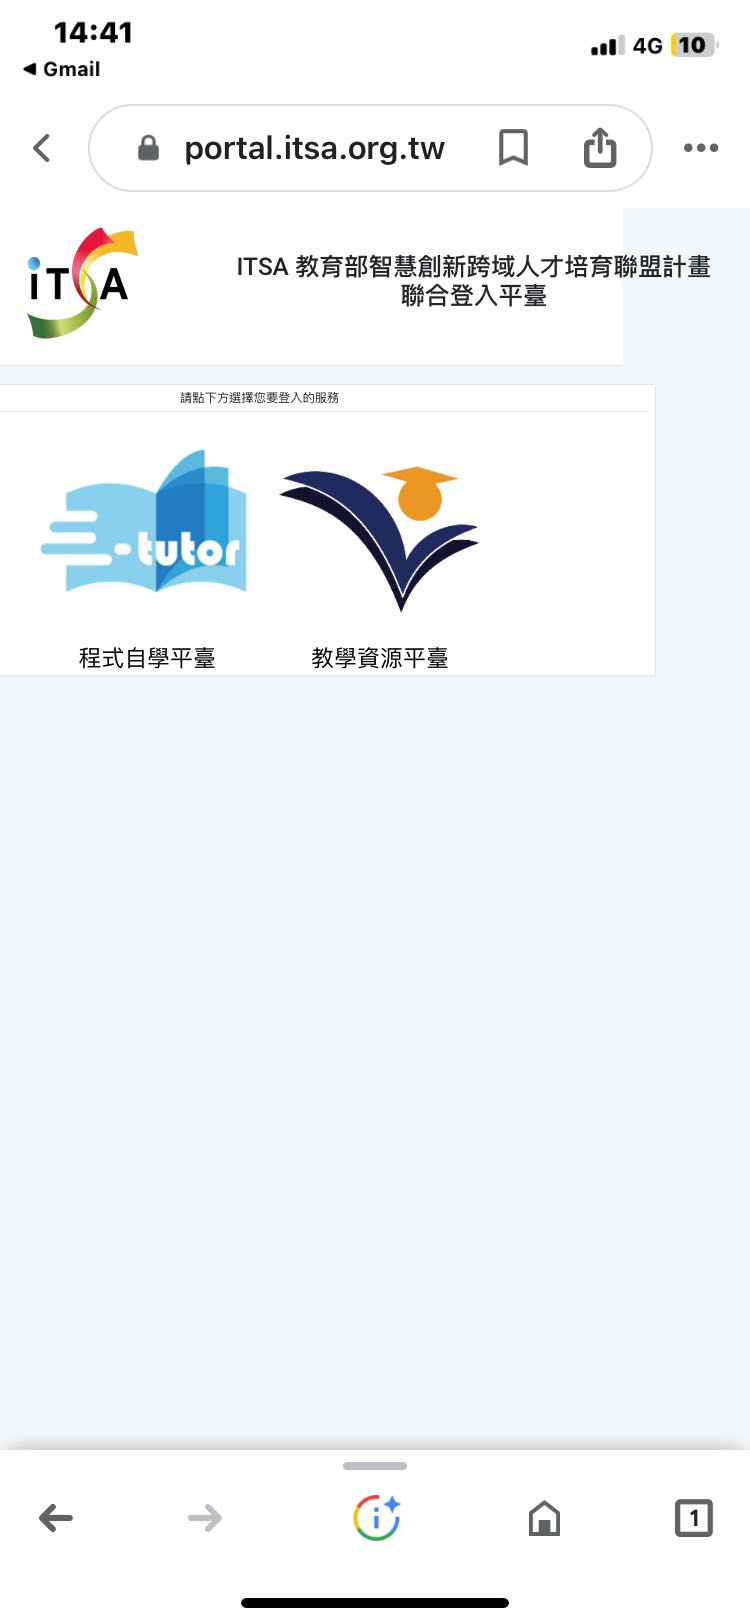 14:41
4G 10
Gmail
portal.itsa.org.tw
iTSA
ITSA 教育部智慧創新跨域人才培育聯盟計畫
聯合登入平臺
請點下方選擇您要登入的服務
e-tutor
程式自學平臺
教學資源平臺
1